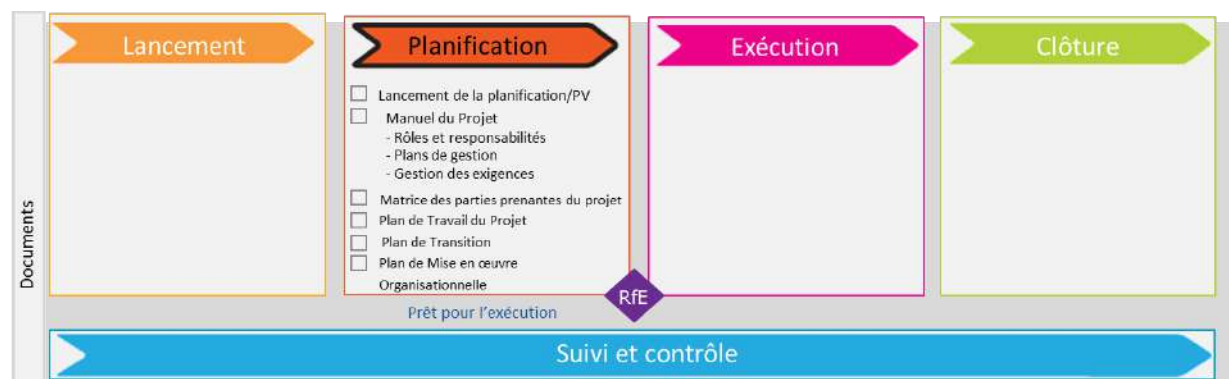 Documents
Lancement
Planification
Exécution
Clôture
Lancement de la planification/PV
Manuel du Projet
- Rôles et responsabilités
- Plans de gestion
- Gestion des exigences
Matrice des parties prenantes du projet
Plan de Travail du Projet
Plan de Transition
Plan de Mise en œuvre
Organisationnelle
RfE
Prêt pour l'exécution
Suivi et contrôle